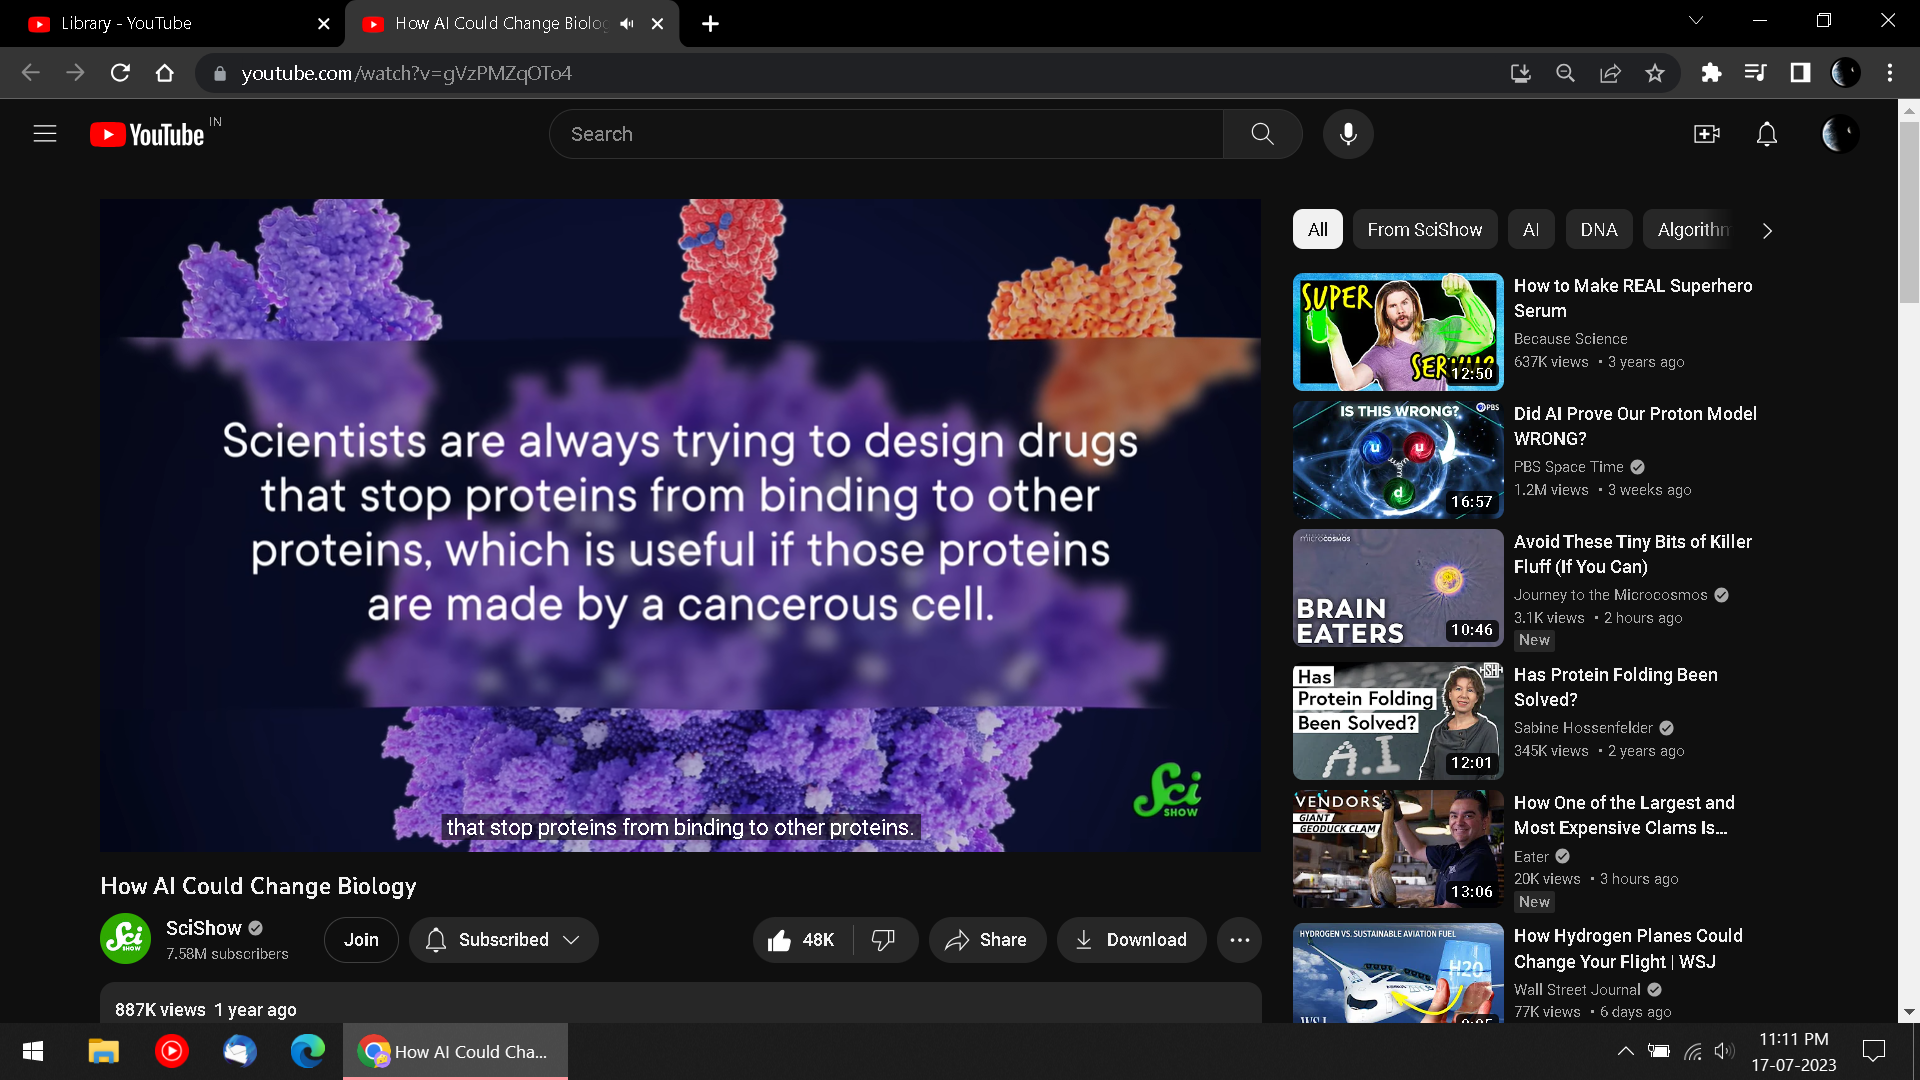 Library - YouTube
How AI Could Change Biolog
youtube.com/watch?v=gVzPMZqOTo4
YouTube IN
Search
Scientists are always trying to design drugs
that stop proteins from binding to other
proteins, which is useful if those proteins
are made by a cancerous cell.
Sci
SHOW
that stop proteins from binding to other proteins.
How AI Could Change Biology
Sci
SHOW
SciShow
7.58M subscribers
Join
Subscribed
48K
Share
Download
887K views 1 year ago
All
From SciShow
AI
DNA
Algorithm
SUPER
SERUM?
12:50
How to Make REAL Superhero
Serum
Because Science
637K views • 3 years ago
IS THIS WRONG?
PBS
u
u
d
16:57
Did AI Prove Our Proton Model
WRONG?
PBS Space Time
1.2M views • 3 weeks ago
microcosmos
BRAIN
EATERS
10:46
Avoid These Tiny Bits of Killer
Fluff (If You Can)
Journey to the Microcosmos
3.1K views • 2 hours ago
New
Has
Protein Folding
Been Solved?
A.I
12:01
Has Protein Folding Been
Solved?
Sabine Hossenfelder
345K views • 2 years ago
VENDORS
GIANT
GEODUCK CLAM
13:06
How One of the Largest and
Most Expensive Clams Is...
Eater
20K views • 3 hours ago
New
HYDROGEN VS. SUSTAINABLE AVIATION FUEL
H20
WSJ
How Hydrogen Planes Could
Change Your Flight | WSJ
Wall Street Journal
77K views • 6 days ago
How AI Could Cha...
11:11 PM
17-07-2023